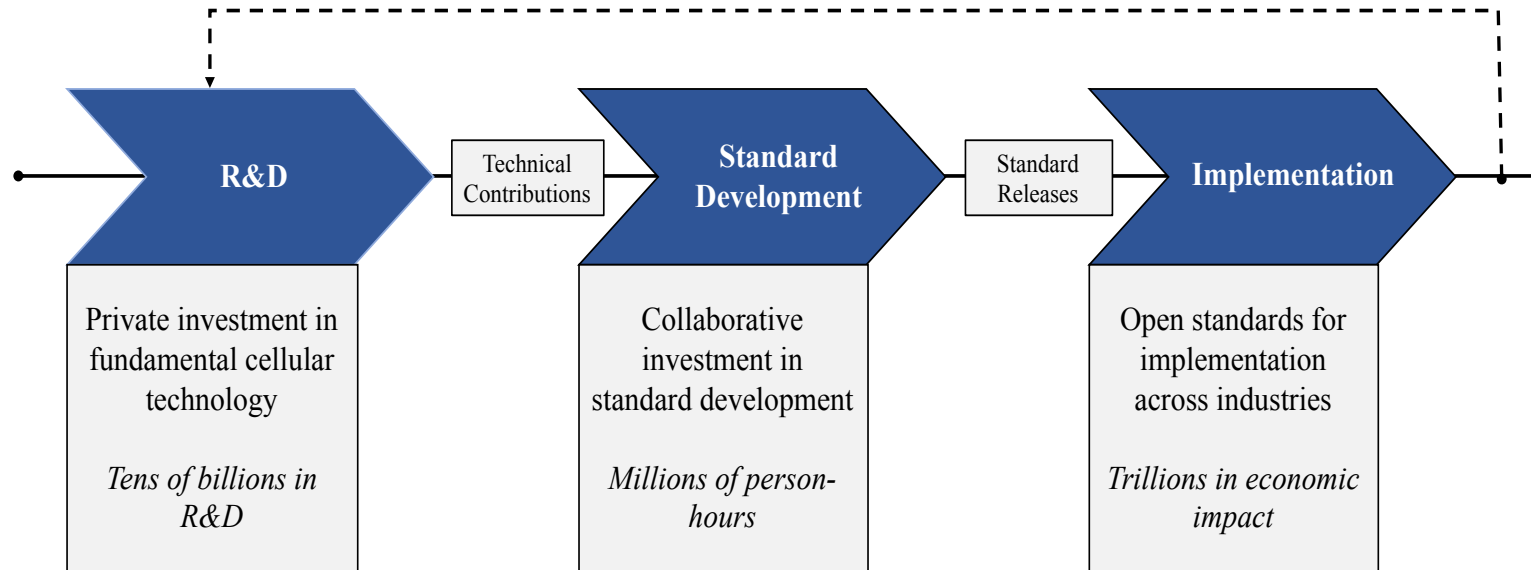 R&D
Technical
Contributions
Standard
Development
Standard
Releases
Implementation
Private investment in
fundamental cellular
technology
Tens of billions in
R&D
Collaborative
investment in
standard development
Millions of person-
hours
Open standards for
implementation
across industries
Trillions in economic
impact